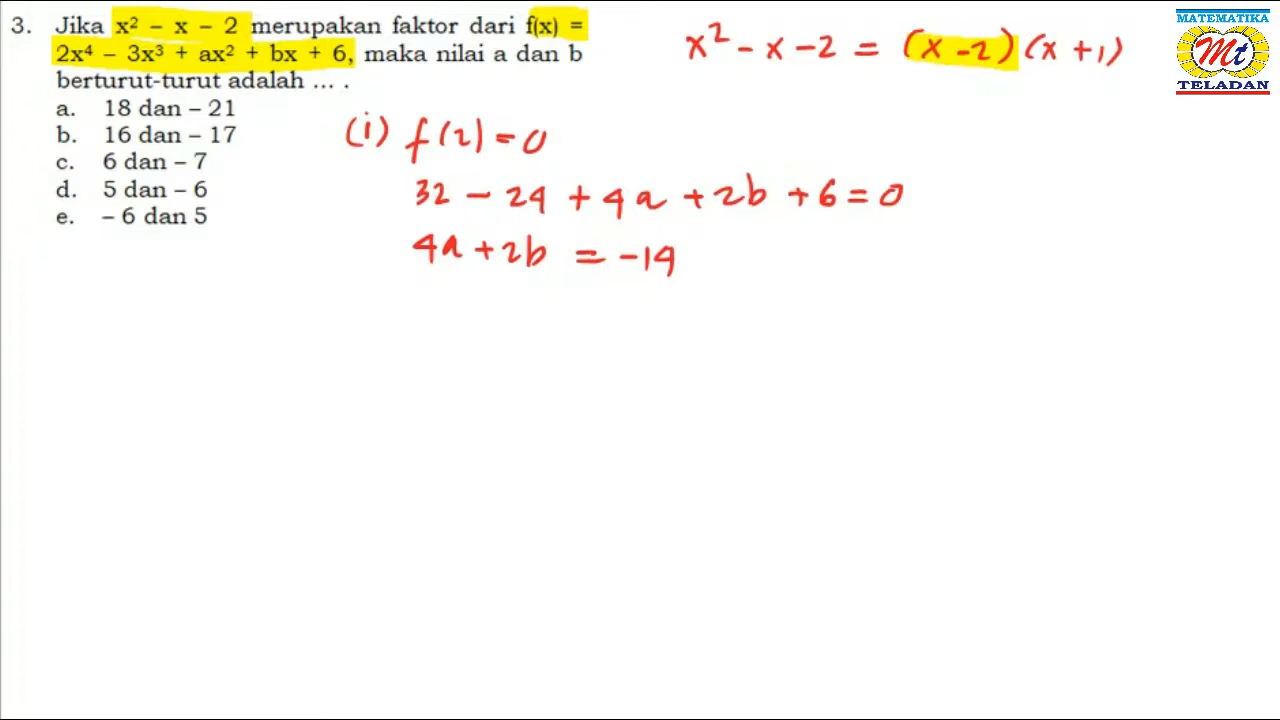 3. Jika x² – x – 2 merupakan faktor dari f(x) =
2x⁴ – 3x³ + ax² + bx + 6, maka nilai a dan b
berturut-turut adalah ... .
a. 18 dan – 21
b. 16 dan – 17
c. 6 dan – 7
d. 5 dan – 6
e. – 6 dan 5
x² - x - 2 = (x - 2) (x + 1)
(i) f(2) = 0
32 - 24 + 4a + 2b + 6 = 0
4a + 2b = -14
MATEMATIKA
Mt
TELADAN